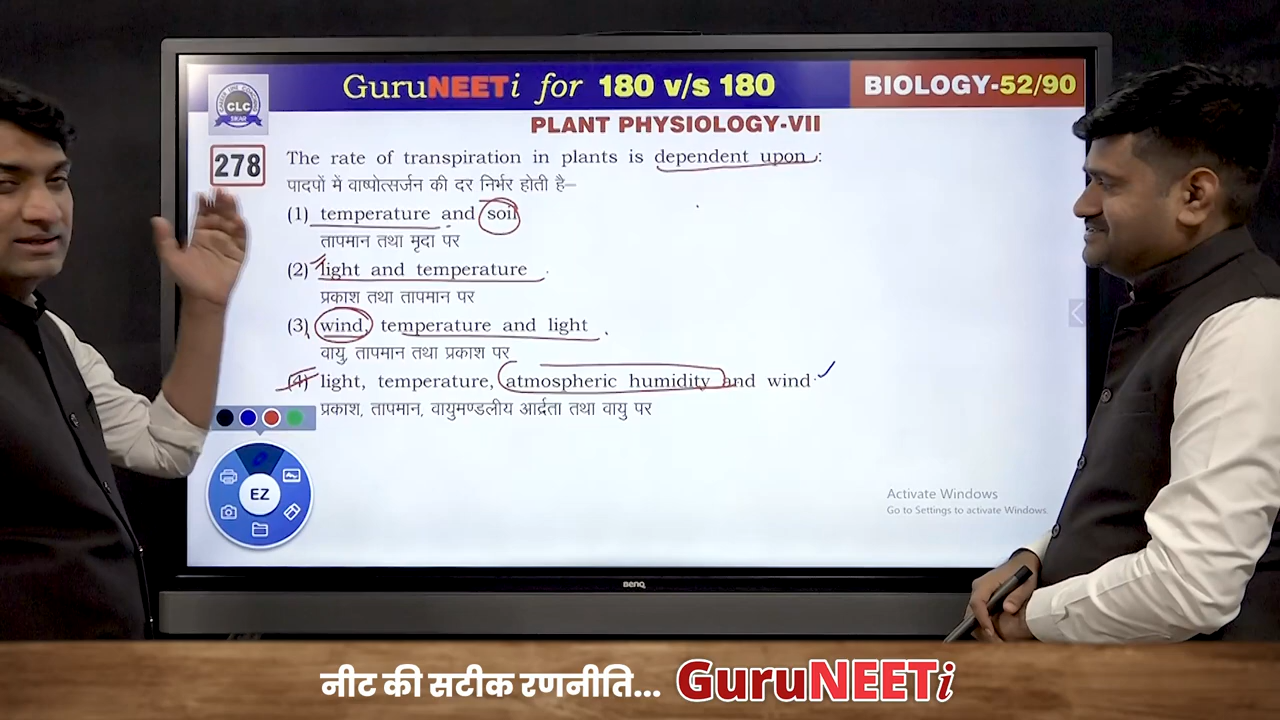 GuruNEETi for 180 v/s 180
BIOLOGY-52/90
CLC
SIKAR
PLANT PHYSIOLOGY-VII
278
The rate of transpiration in plants is dependent upon :
पादपों में वाष्पोत्सर्जन की दर निर्भर होती है–
(1) temperature and soil
तापमान तथा मृदा पर
(2) light and temperature
प्रकाश तथा तापमान पर
(3) wind, temperature and light
वायु, तापमान तथा प्रकाश पर
(4) light, temperature, atmospheric humidity and wind
प्रकाश, तापमान, वायुमण्डलीय आर्द्रता तथा वायु पर
EZ
Activate Windows
Go to Settings to activate Windows.
BenQ
नीट की सटीक रणनीति... GuruNEETi